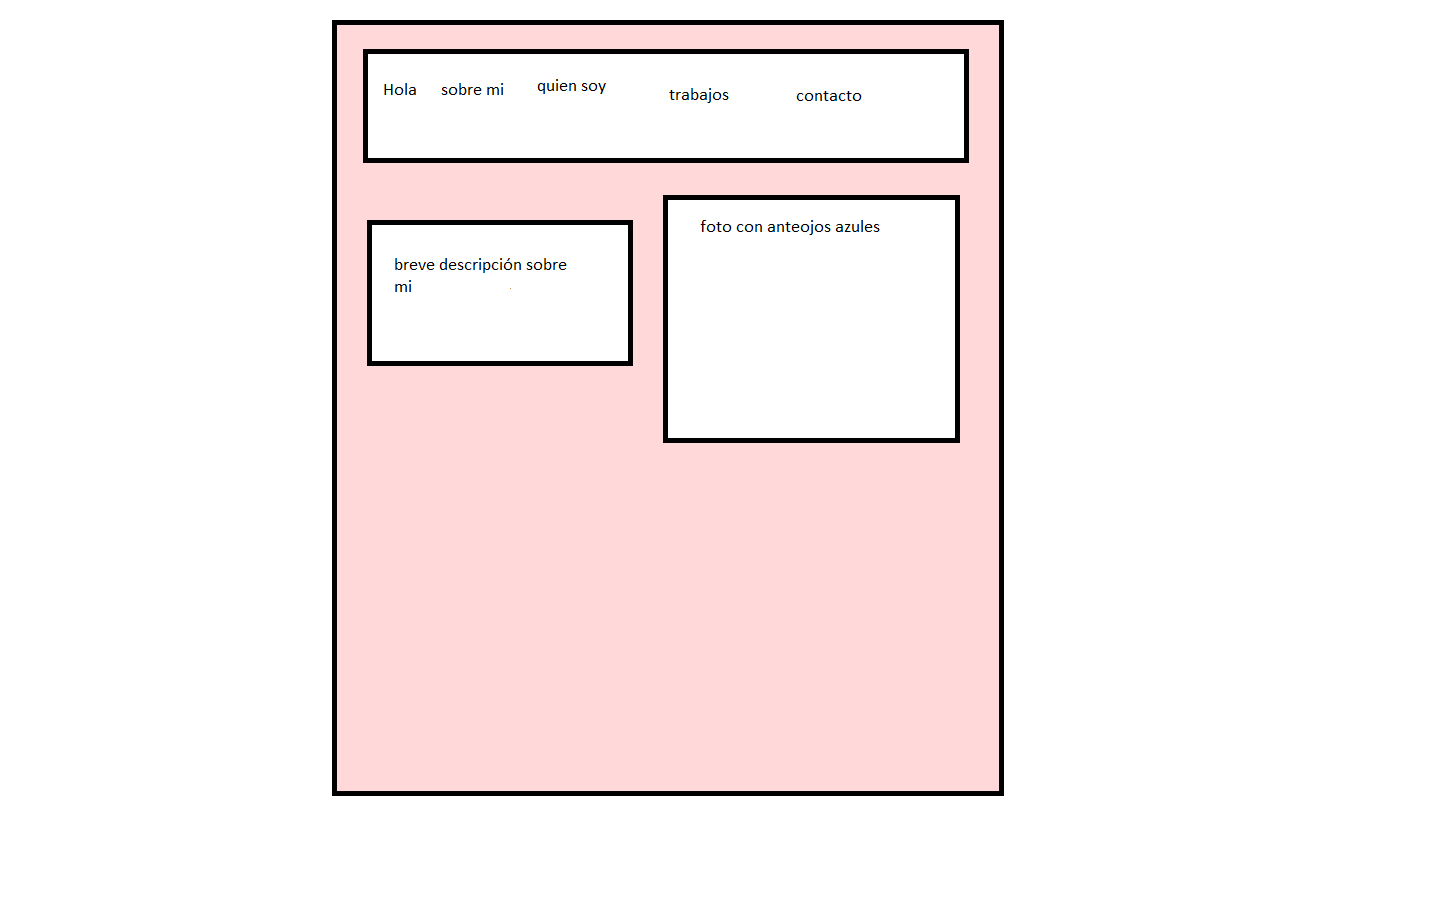 Hola sobre mi quien soy trabajos contacto
foto con anteojos azules
breve descripción sobre
mi